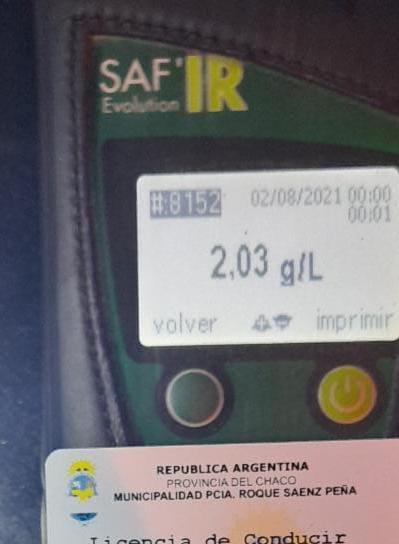 SAF'IR
Evolution
#:8152 02/08/2021 00:00
00:01
2,03 g/L
volver imprimir
REPUBLICA ARGENTINA
PROVINCIA DEL CHACO
MUNICIPALIDAD PCIA. ROQUE SAENZ PEÑA
Licencia de Conducir